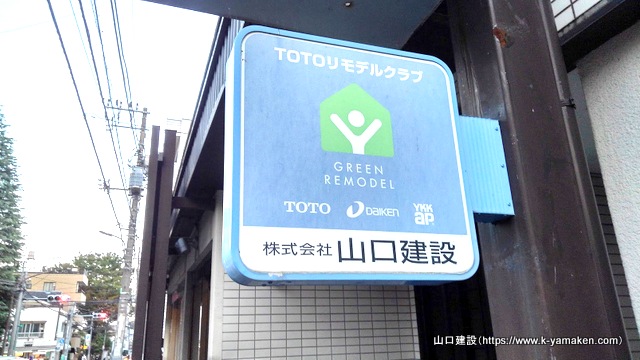 TOTOリモデルクラブ
GREEN
REMODEL
TOTO DAIKEN YKK ap
株式会社 山口建設
山口建設(https://www.k-yamaken.com)